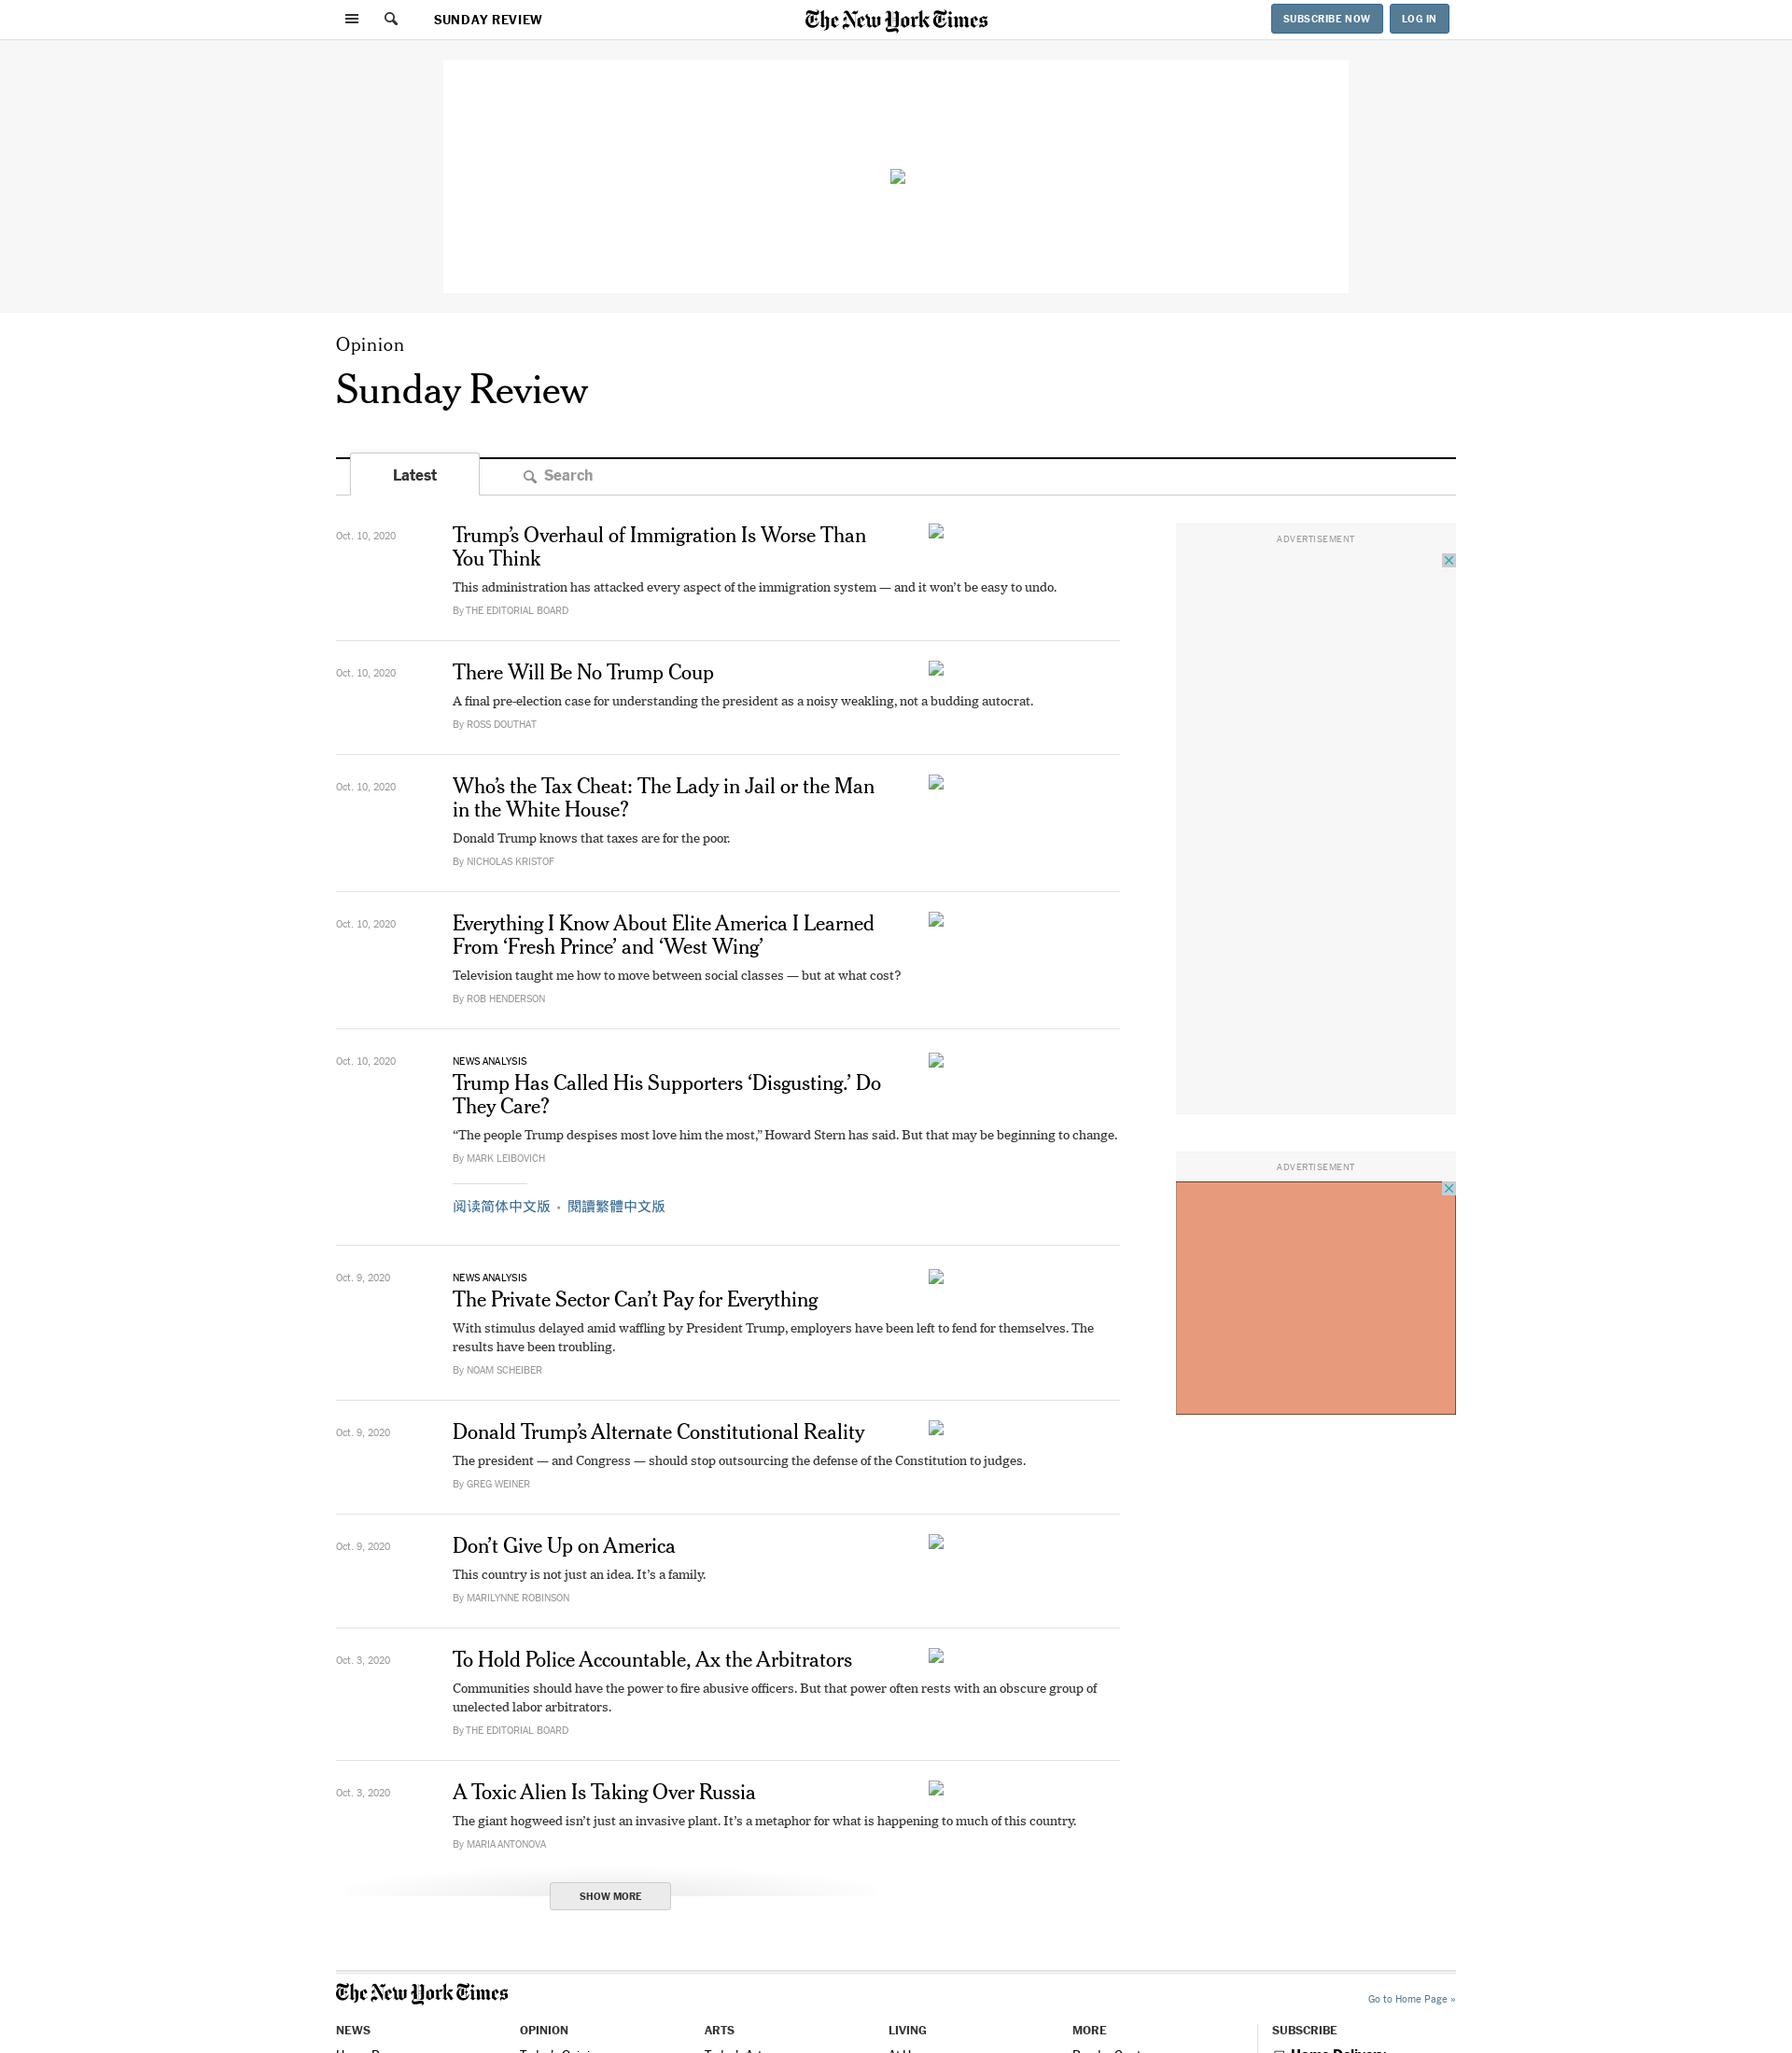 SUNDAY REVIEW
The New York Times
SUBSCRIBE NOW
LOG IN
Opinion
Sunday Review
Latest
Search
Oct. 10, 2020
Trump’s Overhaul of Immigration Is Worse Than
You Think
This administration has attacked every aspect of the immigration system — and it won’t be easy to undo.
By THE EDITORIAL BOARD
Oct. 10, 2020
There Will Be No Trump Coup
A final pre-election case for understanding the president as a noisy weakling, not a budding autocrat.
By ROSS DOUTHAT
Oct. 10, 2020
Who’s the Tax Cheat: The Lady in Jail or the Man
in the White House?
Donald Trump knows that taxes are for the poor.
By NICHOLAS KRISTOF
Oct. 10, 2020
Everything I Know About Elite America I Learned
From ‘Fresh Prince’ and ‘West Wing’
Television taught me how to move between social classes — but at what cost?
By ROB HENDERSON
Oct. 10, 2020
NEWS ANALYSIS
Trump Has Called His Supporters ‘Disgusting.’ Do
They Care?
“The people Trump despises most love him the most,” Howard Stern has said. But that may be beginning to change.
By MARK LEIBOVICH
阅读简体中文版 • 閱讀繁體中文版
Oct. 9, 2020
NEWS ANALYSIS
The Private Sector Can’t Pay for Everything
With stimulus delayed amid waffling by President Trump, employers have been left to fend for themselves. The
results have been troubling.
By NOAM SCHEIBER
Oct. 9, 2020
Donald Trump’s Alternate Constitutional Reality
The president — and Congress — should stop outsourcing the defense of the Constitution to judges.
By GREG WEINER
Oct. 9, 2020
Don’t Give Up on America
This country is not just an idea. It’s a family.
By MARILYNNE ROBINSON
Oct. 3, 2020
To Hold Police Accountable, Ax the Arbitrators
Communities should have the power to fire abusive officers. But that power often rests with an obscure group of
unelected labor arbitrators.
By THE EDITORIAL BOARD
Oct. 3, 2020
A Toxic Alien Is Taking Over Russia
The giant hogweed isn’t just an invasive plant. It’s a metaphor for what is happening to much of this country.
By MARIA ANTONOVA
SHOW MORE
ADVERTISEMENT
ADVERTISEMENT
The New York Times
Go to Home Page »
NEWS
OPINION
ARTS
LIVING
MORE
SUBSCRIBE